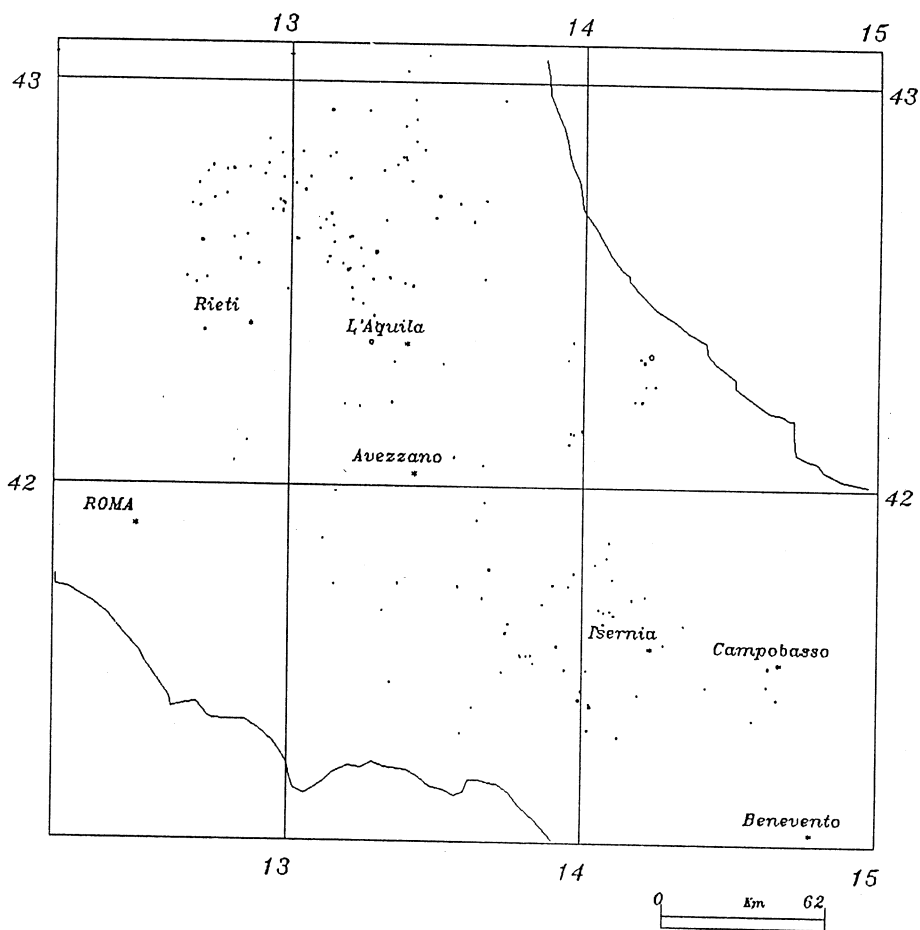 13 14 15
43 43
Rieti
L'Aquila
Avezzano
42 42
ROMA
Isernia
Campobasso
Benevento
13 14 15
0 Km 62